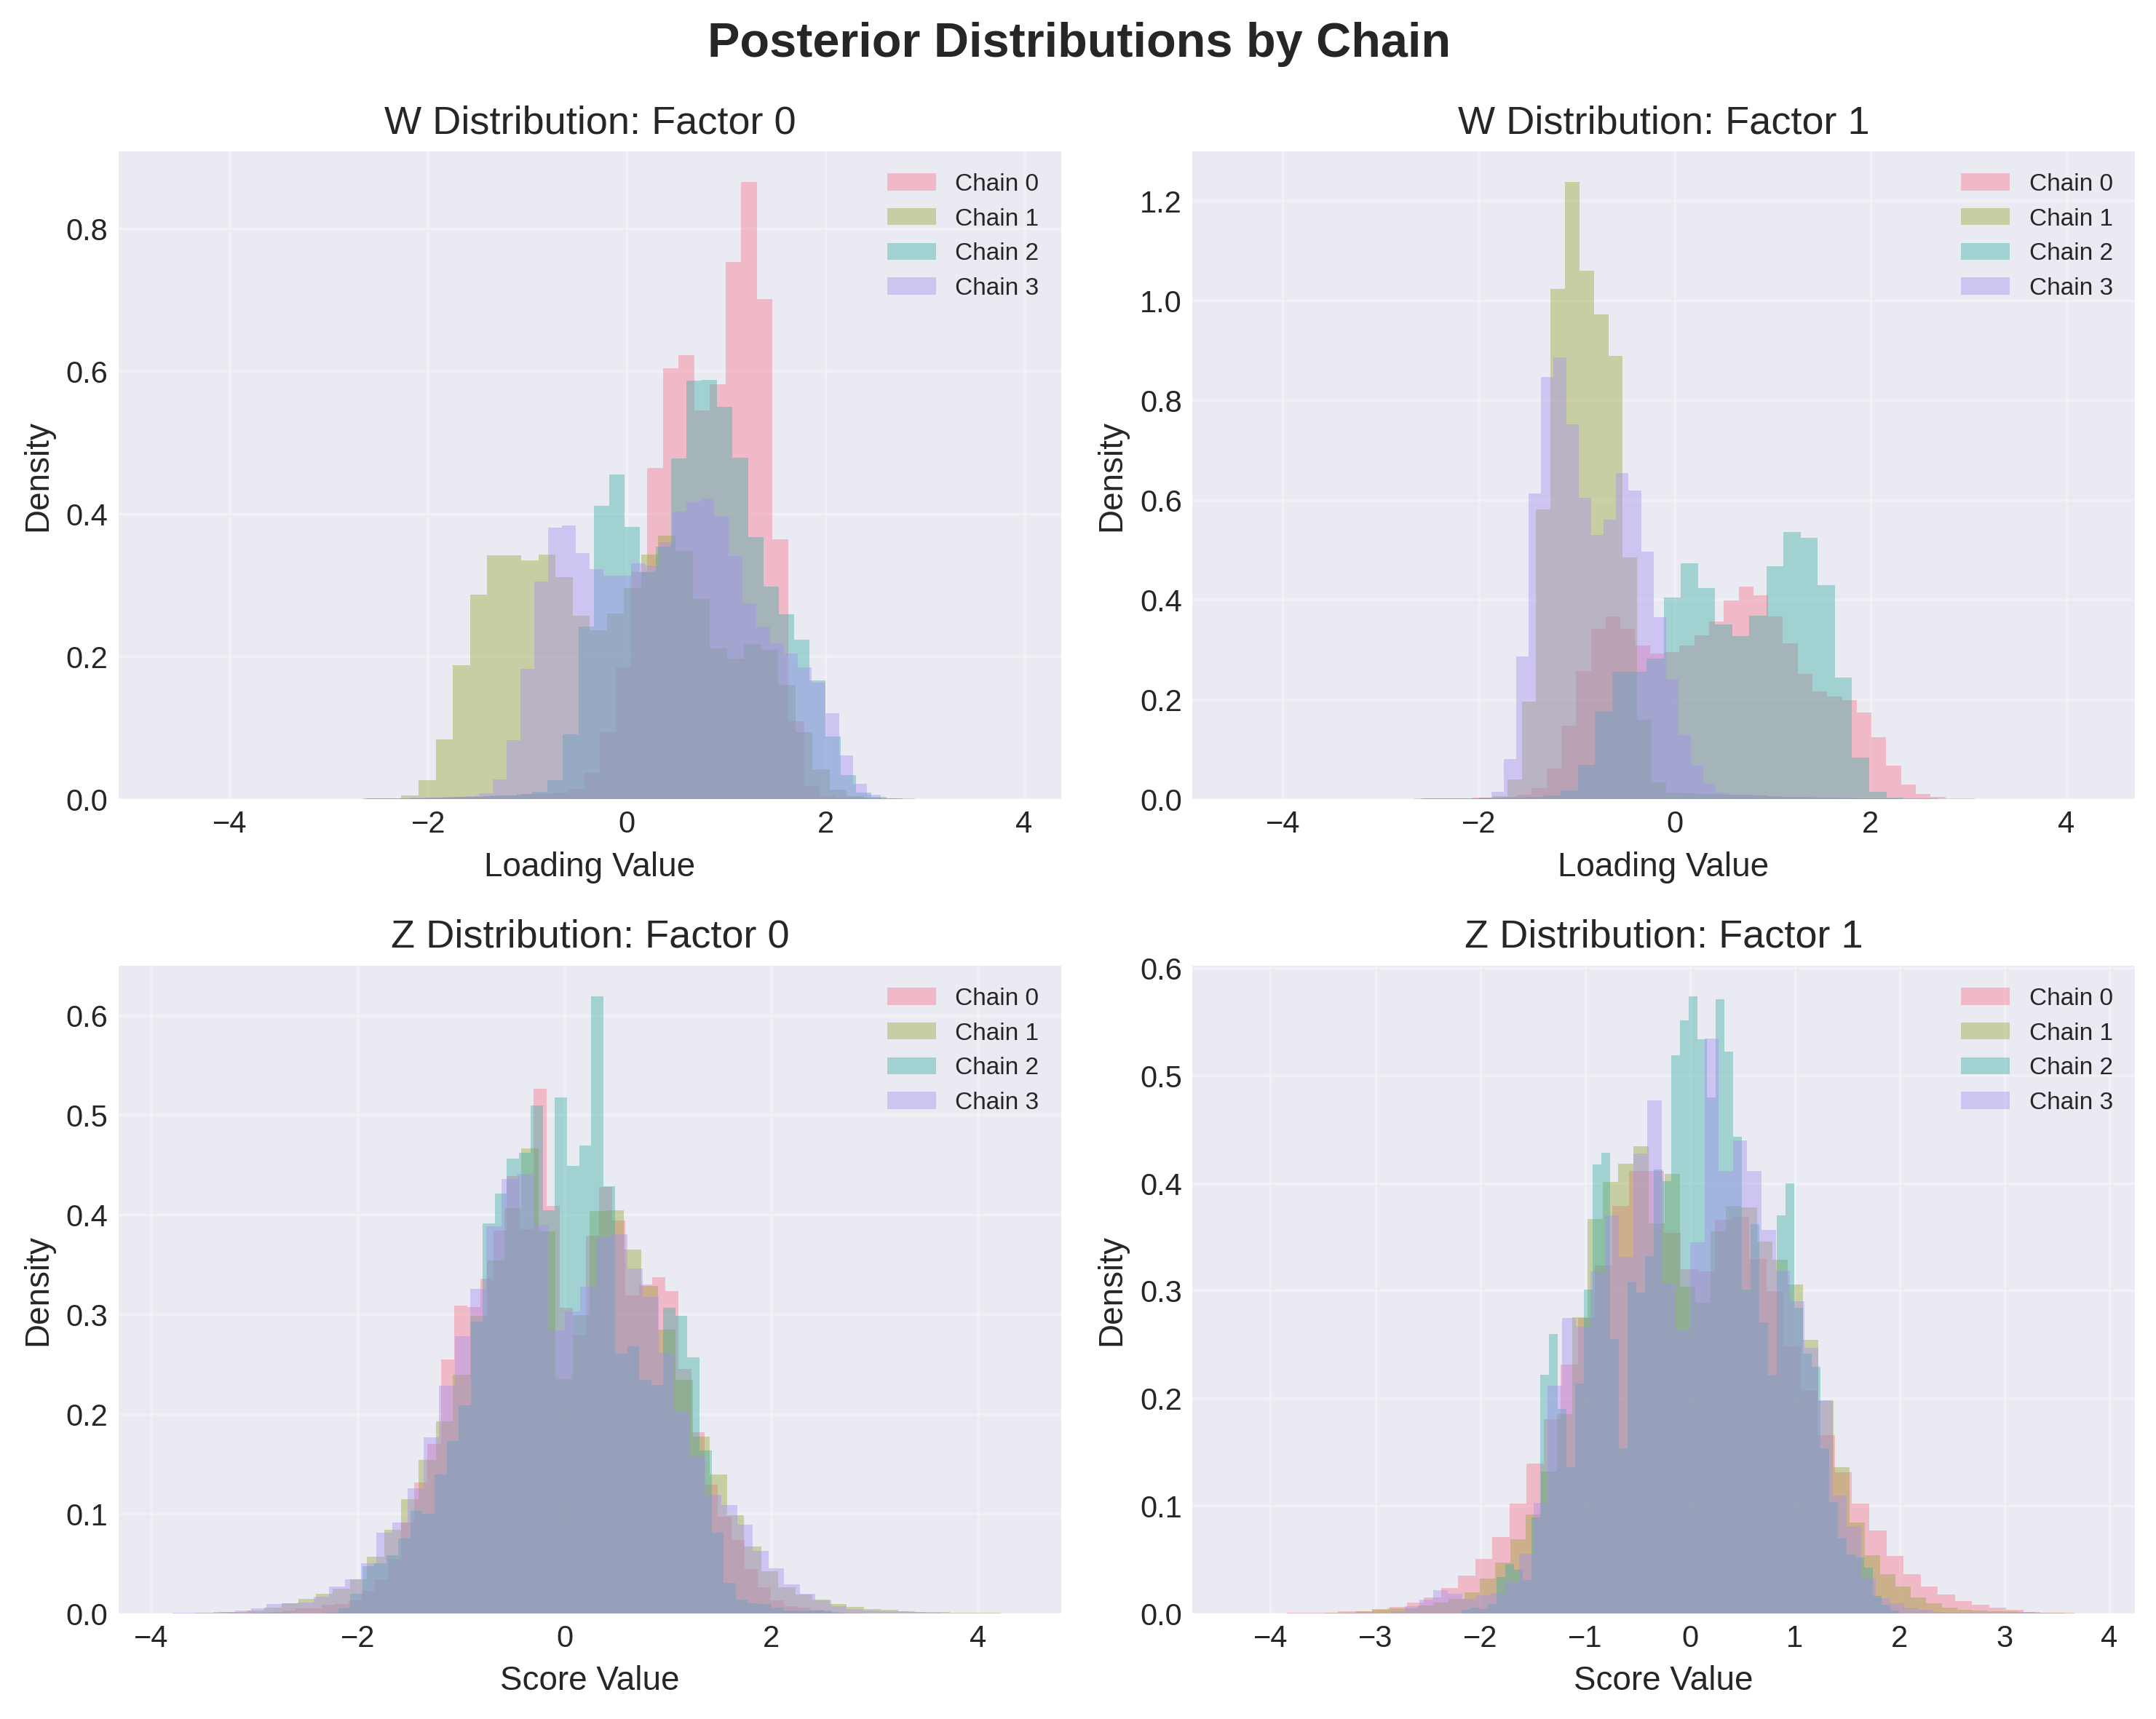 Posterior Distributions by Chain
W Distribution: Factor 0
Density
0.8
0.6
0.4
0.2
0.0
−4 −2 0 2 4
Loading Value
Chain 0
Chain 1
Chain 2
Chain 3
W Distribution: Factor 1
Density
1.2
1.0
0.8
0.6
0.4
0.2
0.0
−4 −2 0 2 4
Loading Value
Chain 0
Chain 1
Chain 2
Chain 3
Z Distribution: Factor 0
Density
0.6
0.5
0.4
0.3
0.2
0.1
0.0
−4 −2 0 2 4
Score Value
Chain 0
Chain 1
Chain 2
Chain 3
Z Distribution: Factor 1
Density
0.6
0.5
0.4
0.3
0.2
0.1
0.0
−4 −3 −2 −1 0 1 2 3 4
Score Value
Chain 0
Chain 1
Chain 2
Chain 3